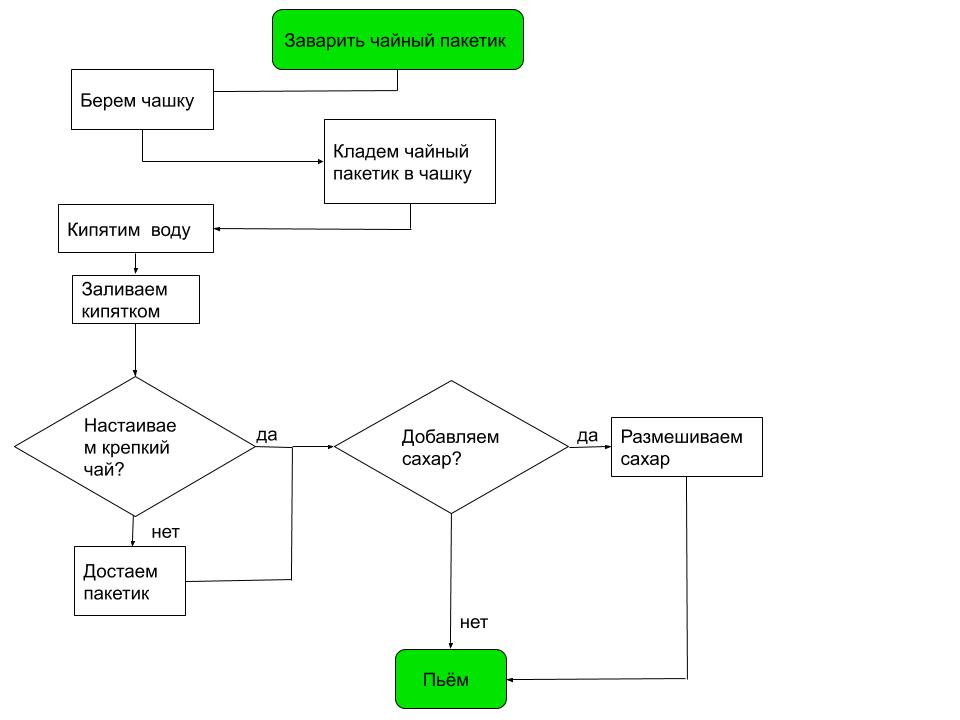 Заварить чайный пакетик
Берем чашку
Кладем чайный
пакетик в чашку
Кипятим  воду
Заливаем
кипятком
Настаивае
м крепкий
чай?
да
Добавляем
сахар?
да
Размешиваем
сахар
нет
Достаем
пакетик
нет
Пьём